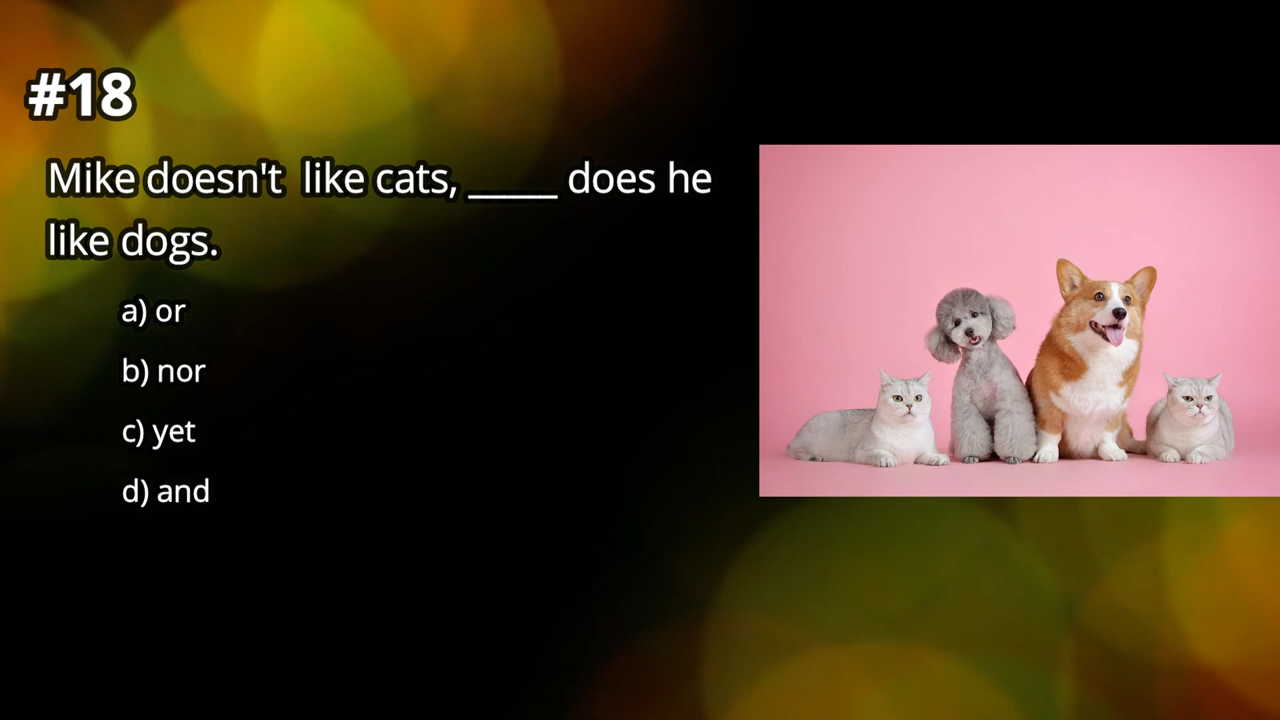 #18
Mike doesn't  like cats, _____ does he
like dogs.
a) or
b) nor
c) yet
d) and